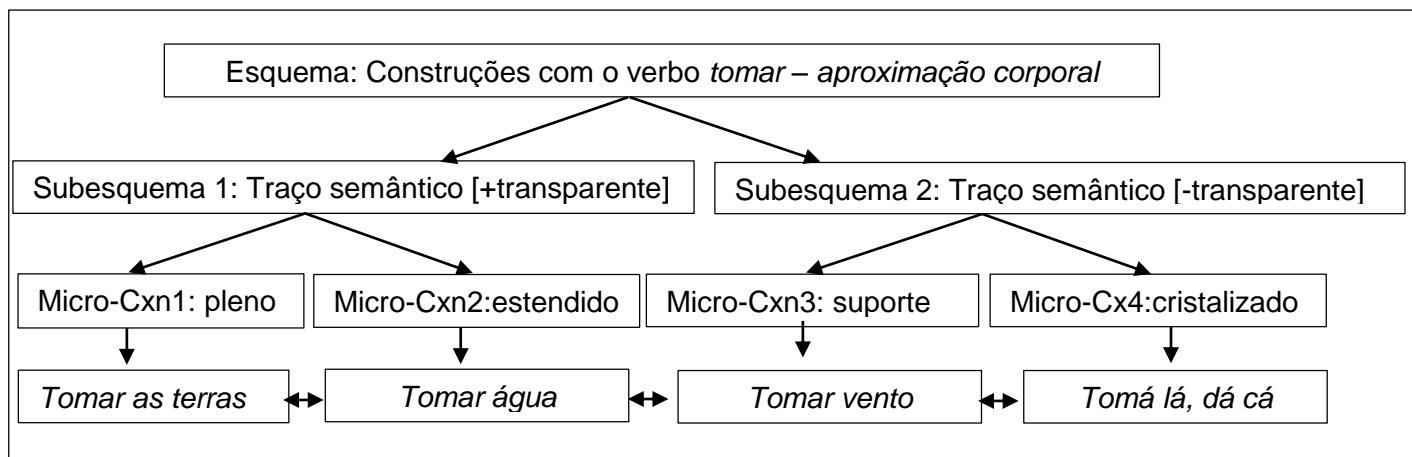 Esquema: Construções com o verbo tomar – aproximação corporal
Subesquema 1: Traço semântico [+transparente]
Subesquema 2: Traço semântico [-transparente]
Micro-Cxn1: pleno
Micro-Cxn2:estendido
Micro-Cxn3: suporte
Micro-Cx4:cristalizado
Tomar as terras
Tomar água
Tomar vento
Tomá lá, dá cá